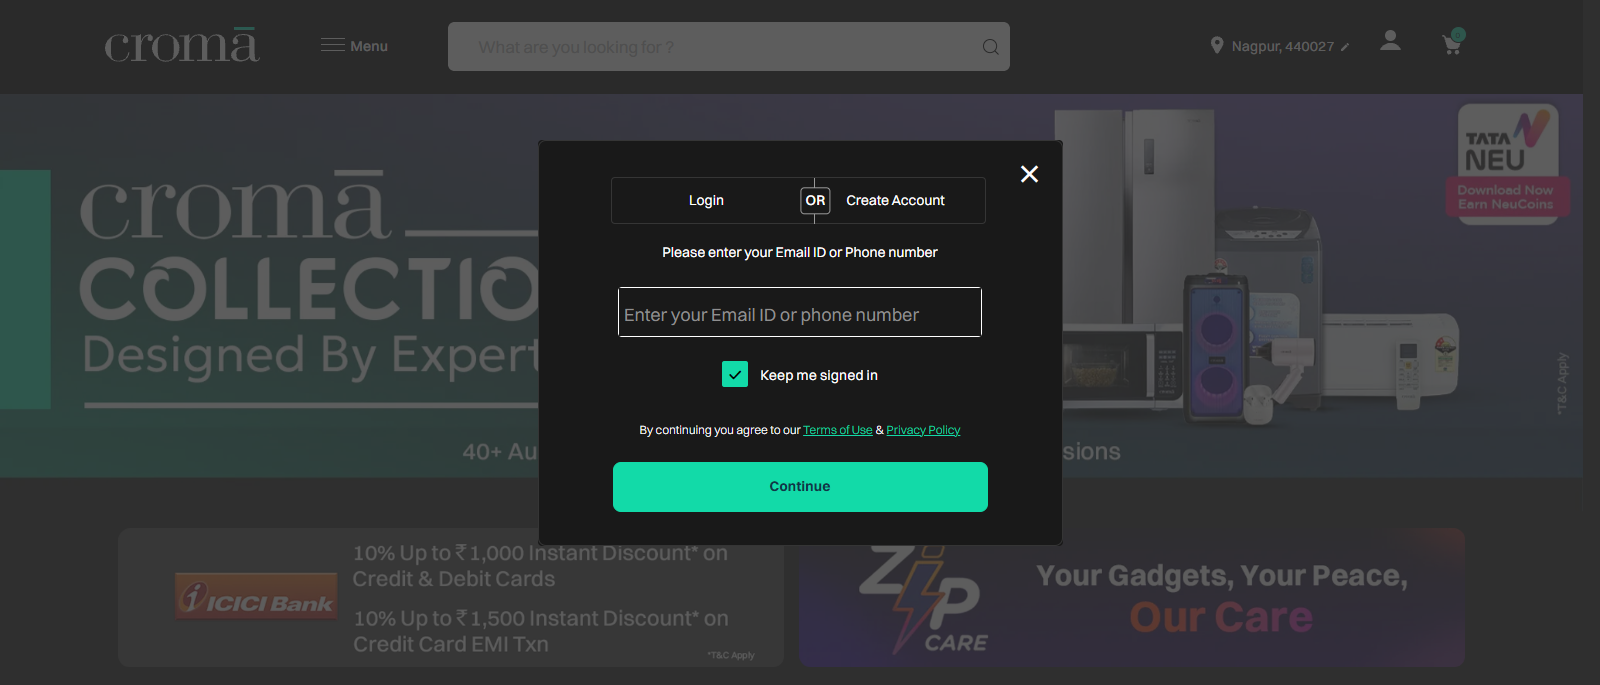 cromā
Menu
What are you looking for ?
Nagpur, 440027
0
TATA
NEU
Download Now
Earn NeuCoins
cromā
COLLECTIO
Designed By Expert
40+ Au
sions
*T&C Apply
Login
OR
Create Account
Please enter your Email ID or Phone number
Enter your Email ID or phone number
Keep me signed in
By continuing you agree to our Terms of Use & Privacy Policy
Continue
ICICI Bank
10% Up to ₹1,000 Instant Discount* on
Credit & Debit Cards
10% Up to ₹1,500 Instant Discount* on
Credit Card EMI Txn
*T&C Apply
ZiP
CARE
Your Gadgets, Your Peace,
Our Care